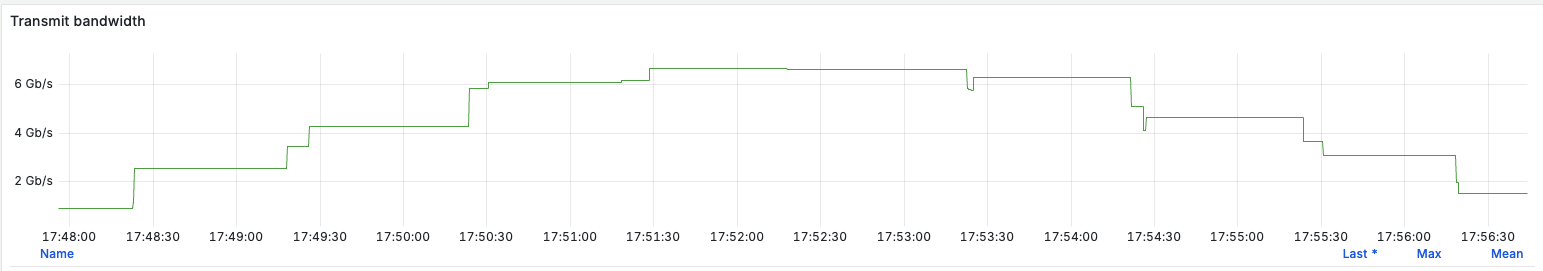 Transmit bandwidth
6 Gb/s
4 Gb/s
2 Gb/s
17:48:00 17:48:30 17:49:00 17:49:30 17:50:00 17:50:30 17:51:00 17:51:30 17:52:00 17:52:30 17:53:00 17:53:30 17:54:00 17:54:30 17:55:00 17:55:30 17:56:00 17:56:30
Name Last * Max Mean